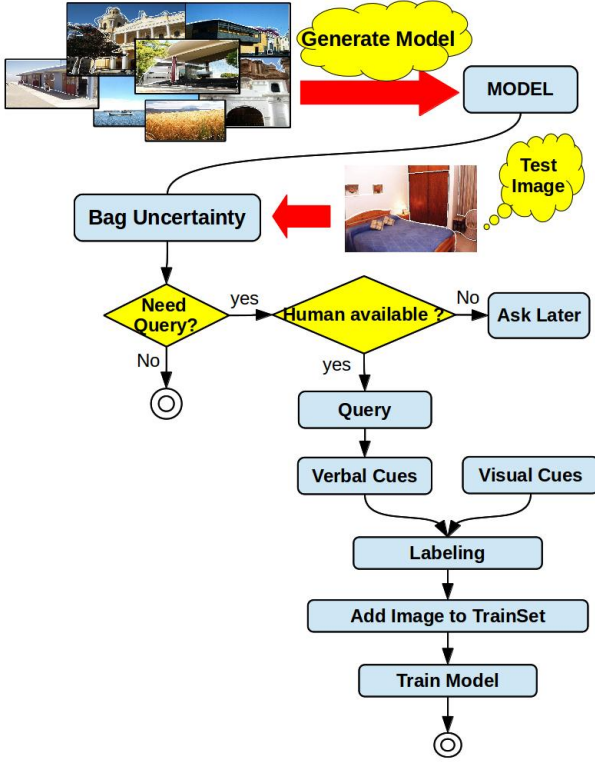 Generate Model
MODEL
Test
Image
Bag Uncertainty
Need
Query?
yes
Human available ?
No
Ask Later
No
yes
Query
Verbal Cues
Visual Cues
Labeling
Add Image to TrainSet
Train Model